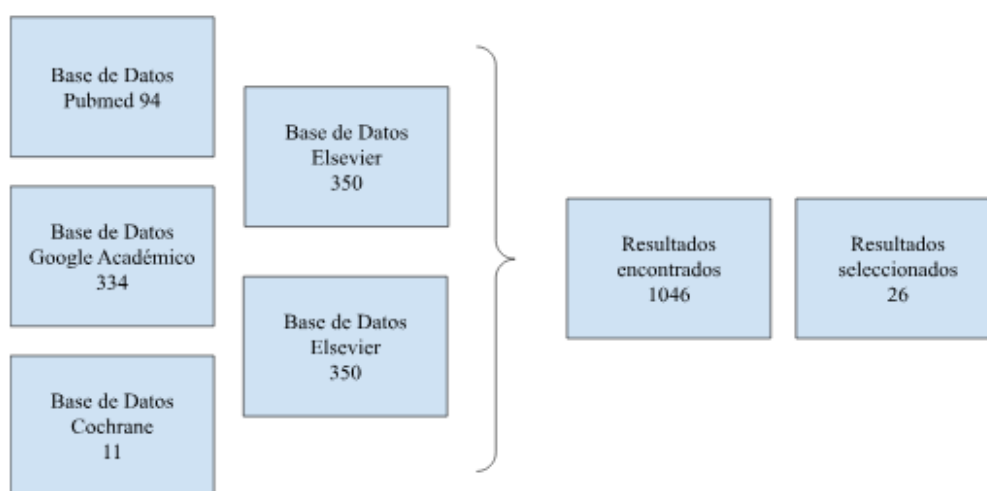 Base de Datos
Pubmed 94
Base de Datos
Google Académico
334
Base de Datos
Cochrane
11
Base de Datos
Elsevier
350
Base de Datos
Elsevier
350
Resultados
encontrados
1046
Resultados
seleccionados
26